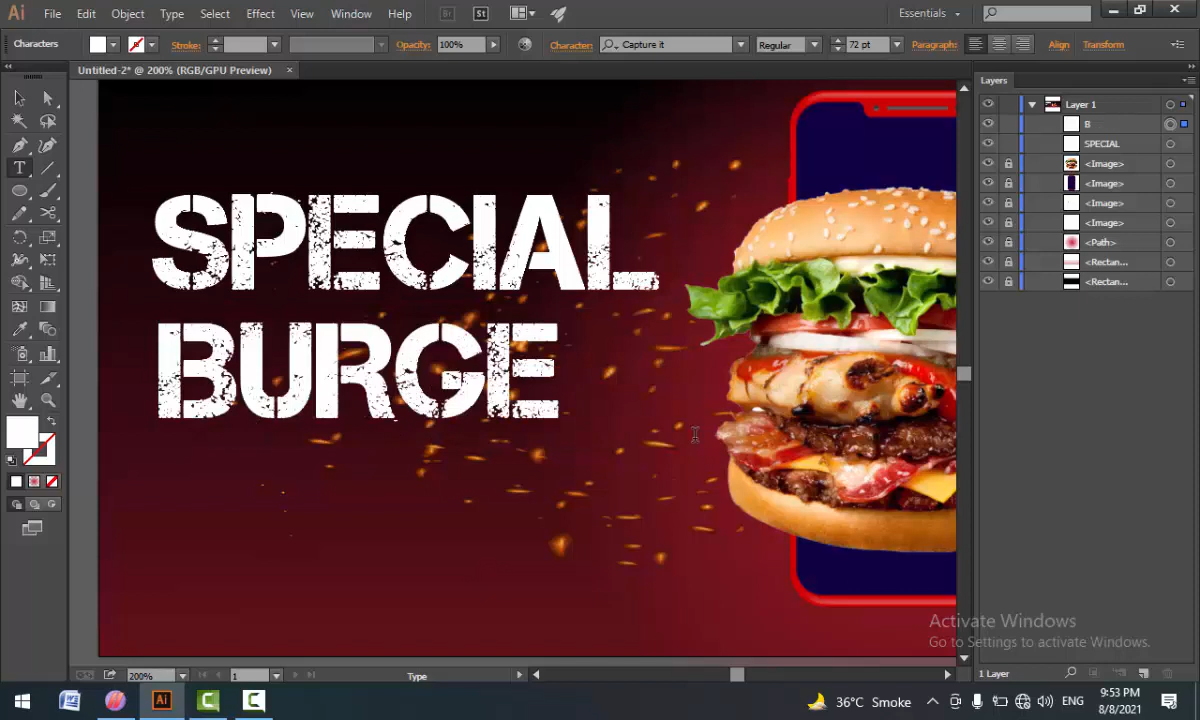 Ai File Edit Object Type Select Effect View Window Help Br St Essentials
Characters Stroke: Opacity: 100% Character: Capture it Regular 72 pt Paragraph: Align Transform
Untitled-2* @ 200% (RGB/GPU Preview) ×
Layers
Layer 1
B
SPECIAL
<Image>
<Image>
<Image>
<Image>
<Path>
<Rectan...
<Rectan...
SPECIAL
BURGE
Activate Windows
Go to Settings to activate Windows.
200% 1 Type 1 Layer
Ai 36°C Smoke ENG 9:53 PM
8/8/2021